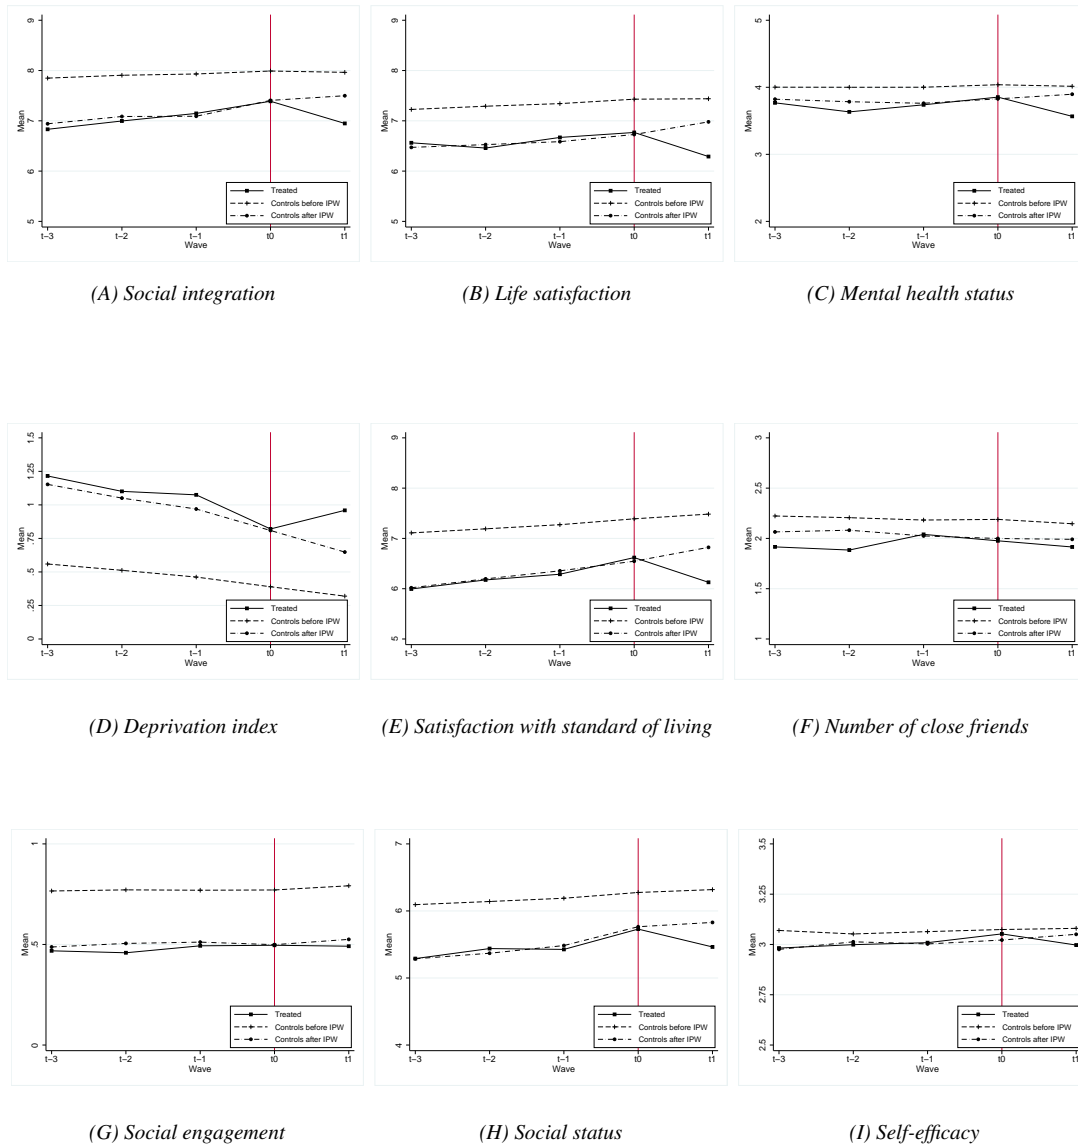 9
8
7
6
5
Mean
t−3 t−2 t−1 t0 t1
Wave
Treated
Controls before IPW
Controls after IPW
(A) Social integration
9
8
7
6
5
Mean
t−3 t−2 t−1 t0 t1
Wave
Treated
Controls before IPW
Controls after IPW
(B) Life satisfaction
5
4
3
2
Mean
t−3 t−2 t−1 t0 t1
Wave
Treated
Controls before IPW
Controls after IPW
(C) Mental health status
1.5
1.25
1
.75
.5
.25
0
Mean
t−3 t−2 t−1 t0 t1
Wave
Treated
Controls before IPW
Controls after IPW
(D) Deprivation index
9
8
7
6
5
Mean
t−3 t−2 t−1 t0 t1
Wave
Treated
Controls before IPW
Controls after IPW
(E) Satisfaction with standard of living
3
2.5
2
1.5
1
Mean
t−3 t−2 t−1 t0 t1
Wave
Treated
Controls before IPW
Controls after IPW
(F) Number of close friends
1
.5
0
Mean
t−3 t−2 t−1 t0 t1
Wave
Treated
Controls before IPW
Controls after IPW
(G) Social engagement
7
6
5
4
Mean
t−3 t−2 t−1 t0 t1
Wave
Treated
Controls before IPW
Controls after IPW
(H) Social status
3.5
3.25
3
2.75
2.5
Mean
t−3 t−2 t−1 t0 t1
Wave
Treated
Controls before IPW
Controls after IPW
(I) Self-efficacy